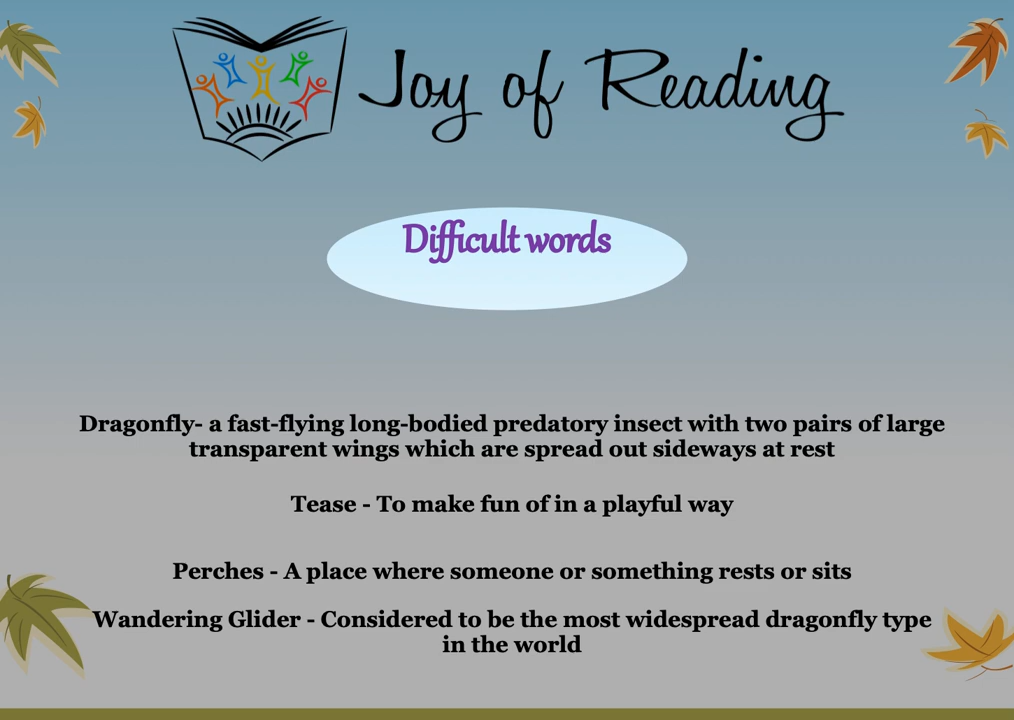 Joy of Reading
Difficult words
Dragonfly- a fast-flying long-bodied predatory insect with two pairs of large
transparent wings which are spread out sideways at rest
Tease - To make fun of in a playful way
Perches - A place where someone or something rests or sits
Wandering Glider - Considered to be the most widespread dragonfly type
in the world